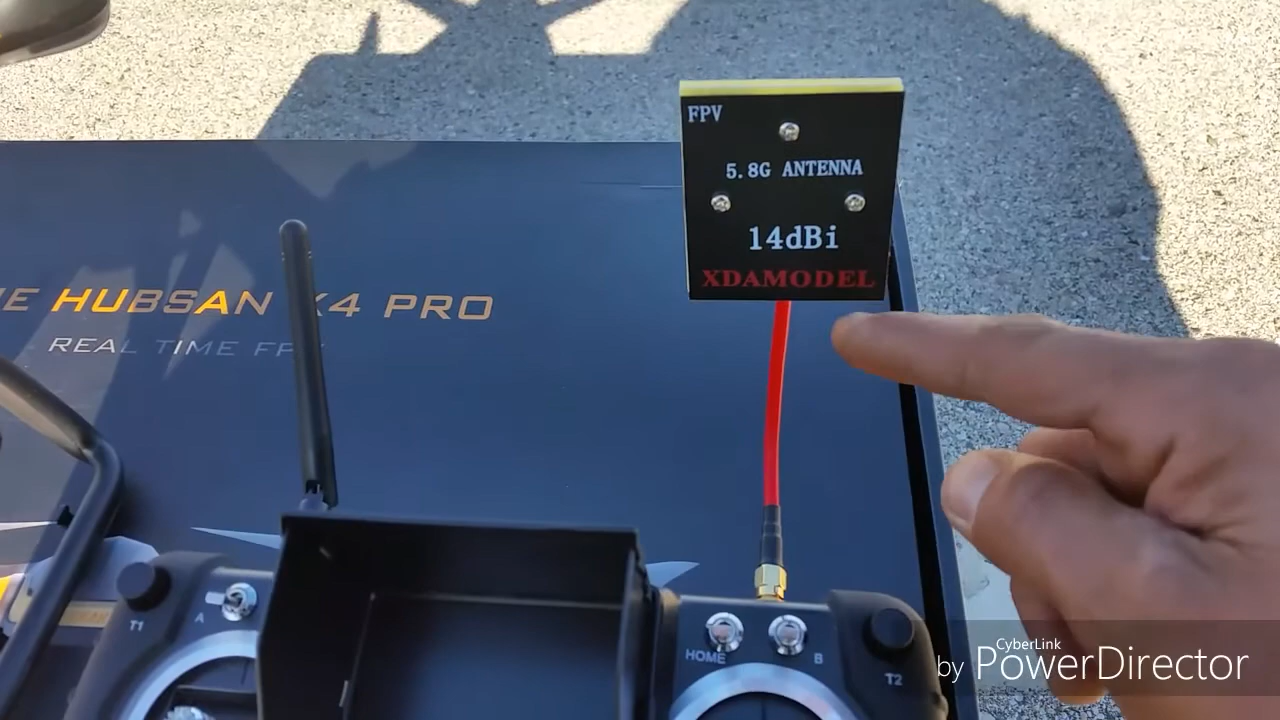 FPV
5.8G ANTENNA
14dBi
XDAMODEL
HUBSAN X4 PRO
REAL TIME FPV
T1
A
HOME
B
T2
CyberLink
by PowerDirector